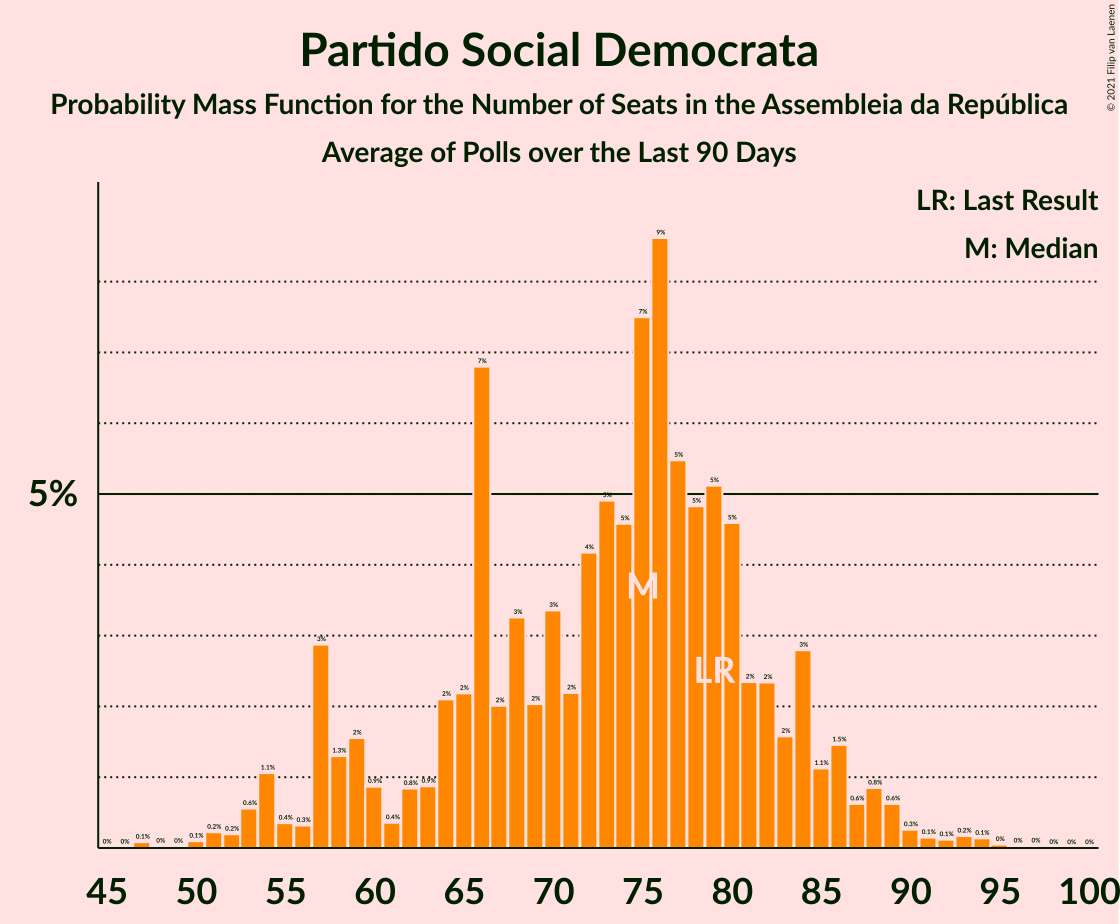 Partido Social Democrata
Probability Mass Function for the Number of Seats in the Assembleia da República
Average of Polls over the Last 90 Days
© 2021 Filip van Laenen
LR: Last Result
M: Median
5%
0% 0% 0.1% 0% 0% 0.1% 0.2% 0.2% 0.6% 1.1% 0.4% 0.3% 3% 1.3% 2% 0.9% 0.4% 0.8% 0.9% 2% 2% 7% 2% 3% 2% 3% 2% 4% 5% 5% 7% 9% 5% 5% 5% 5% 2% 2% 2% 3% 1.1% 1.5% 0.6% 0.8% 0.6% 0.3% 0.1% 0.1% 0.2% 0.1% 0% 0% 0% 0% 0% 0%
M
LR
45 50 55 60 65 70 75 80 85 90 95 100